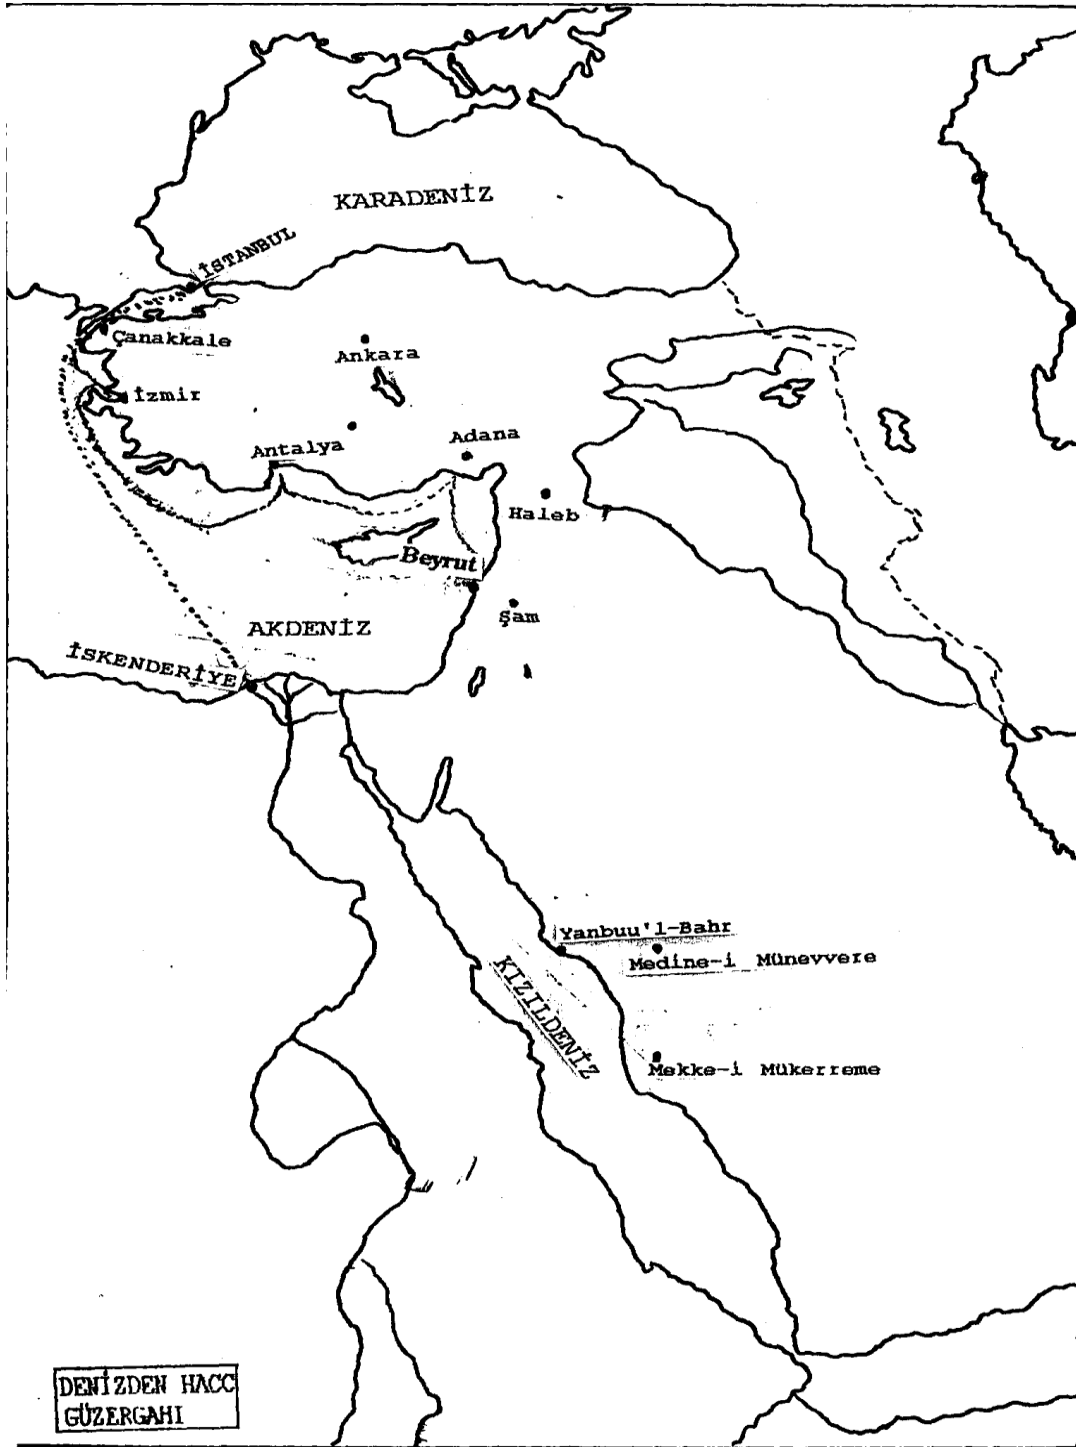 KARADENİZ
İSTANBUL
Çanakkale
Ankara
İzmir
Antalya
Adana
Haleb
Beyrut
Şam
AKDENİZ
İSKENDERİYE
Yanbuu'l-Bahr
Medine-i Münevvere
KIZILDENİZ
Mekke-i Mükerreme
DENİZDEN HACC
GÜZERGAHI